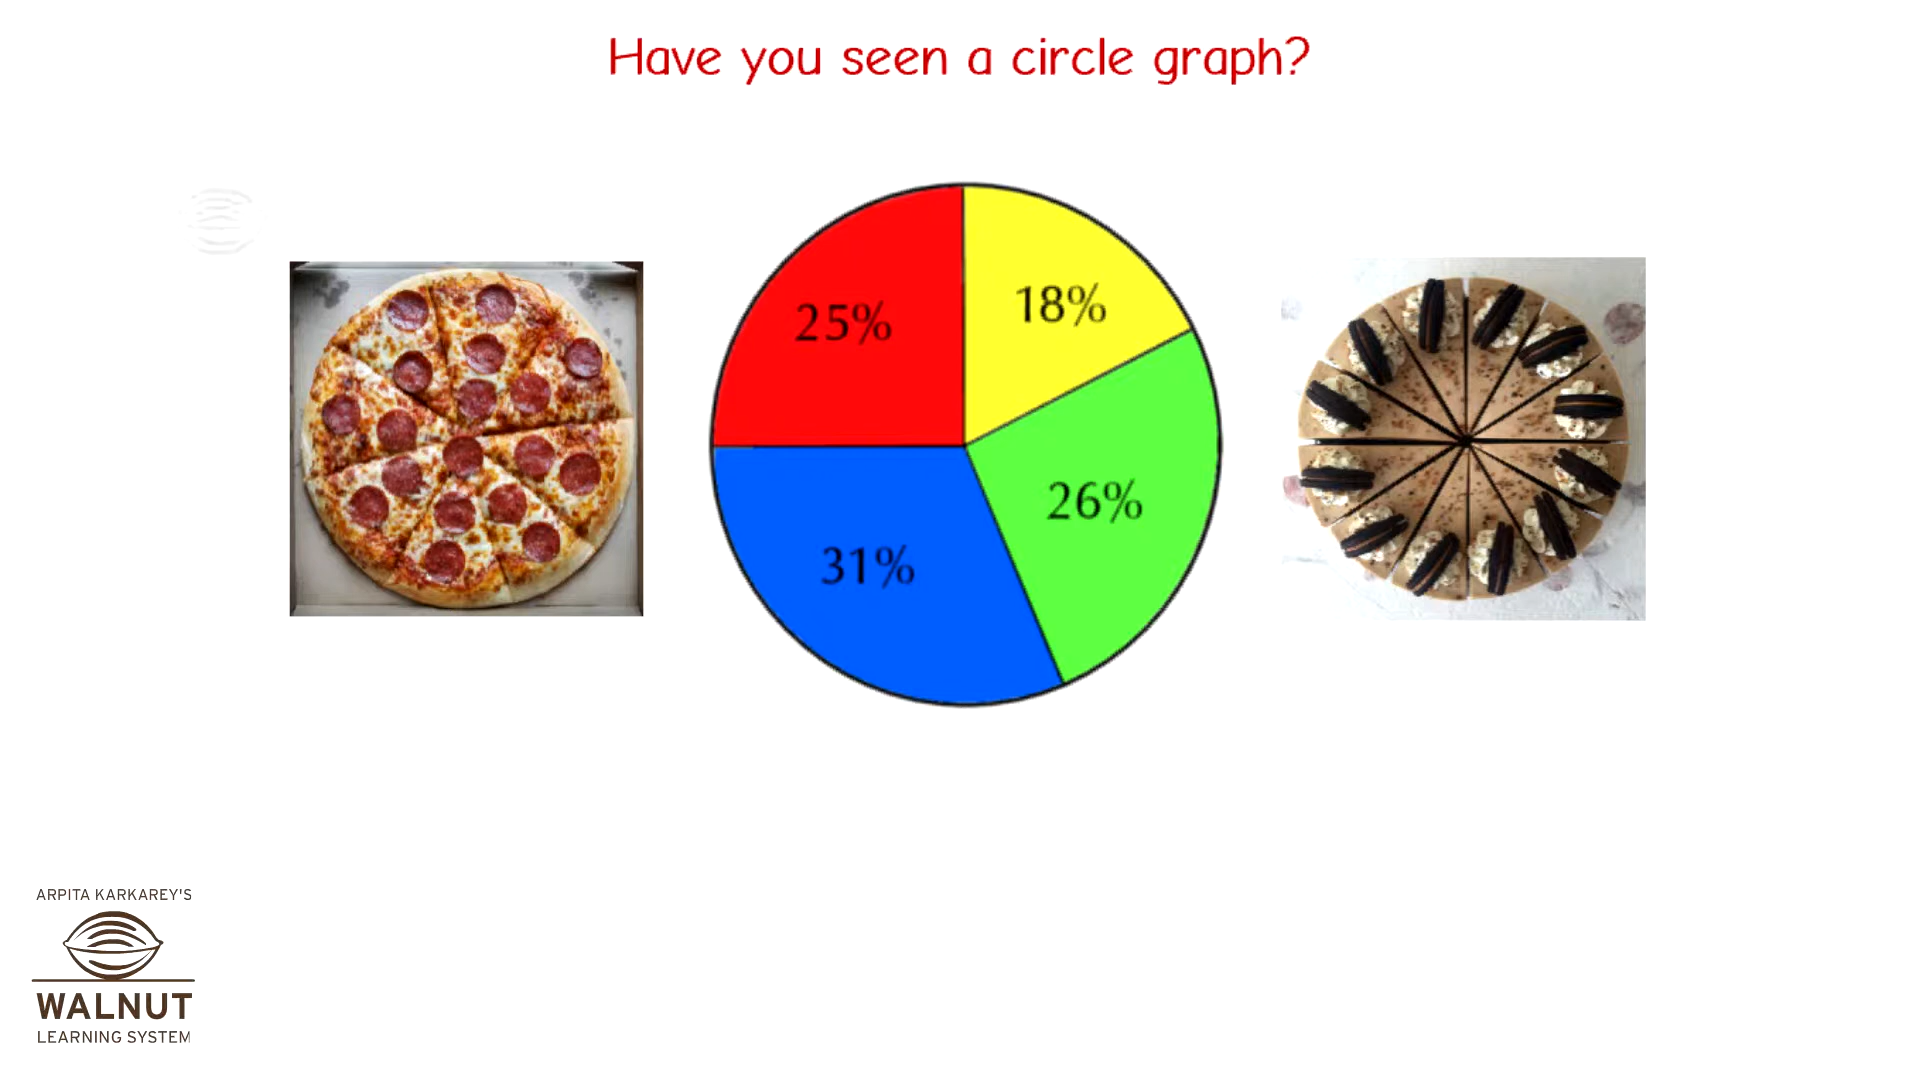 Have you seen a circle graph?
25%
18%
26%
31%
ARPITA KARKAREY'S
WALNUT
LEARNING SYSTEM